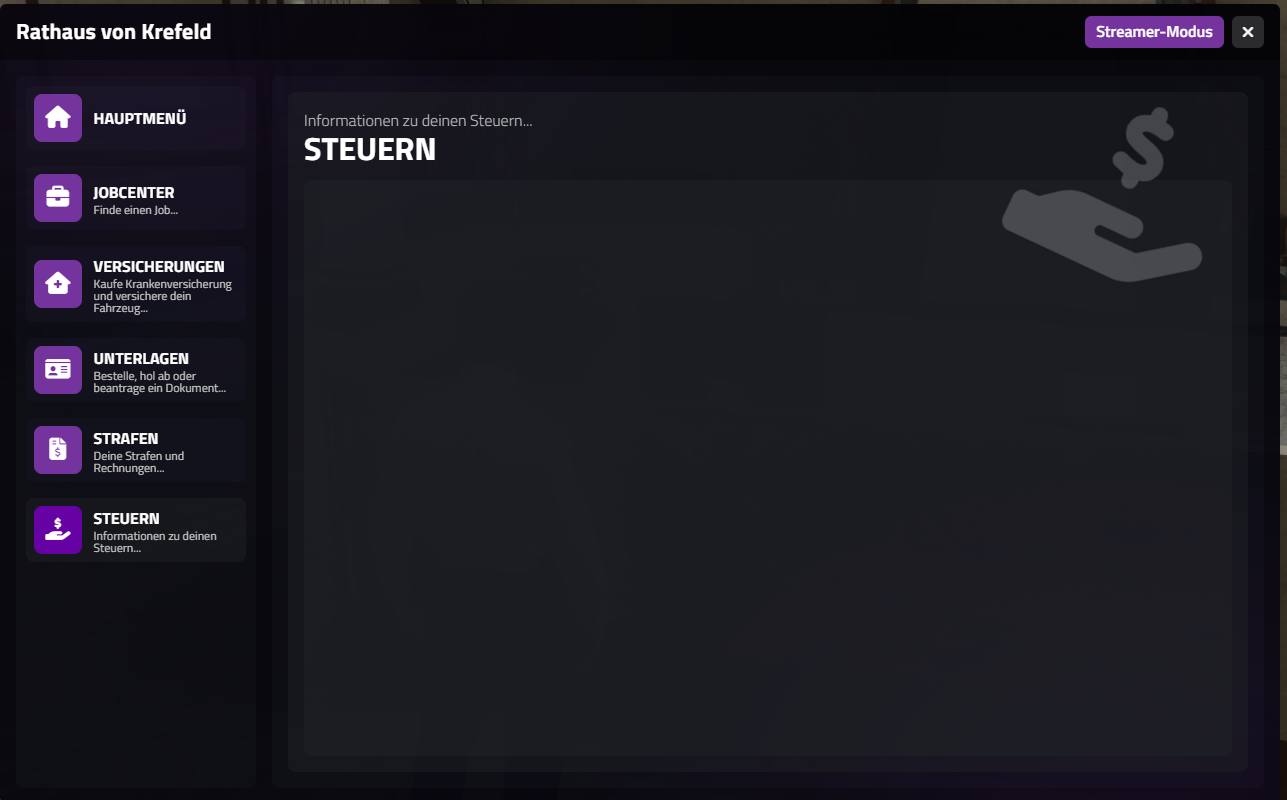 Rathaus von Krefeld
Streamer-Modus
HAUPTMENÜ
JOBCENTER
Finde einen Job...
VERSICHERUNGEN
Kaufe Krankenversicherung
und versichere dein
Fahrzeug...
UNTERLAGEN
Bestelle, hol ab oder
beantrage ein Dokument...
STRAFEN
Deine Strafen und
Rechnungen...
STEUERN
Informationen zu deinen
Steuern...
Informationen zu deinen Steuern...
STEUERN